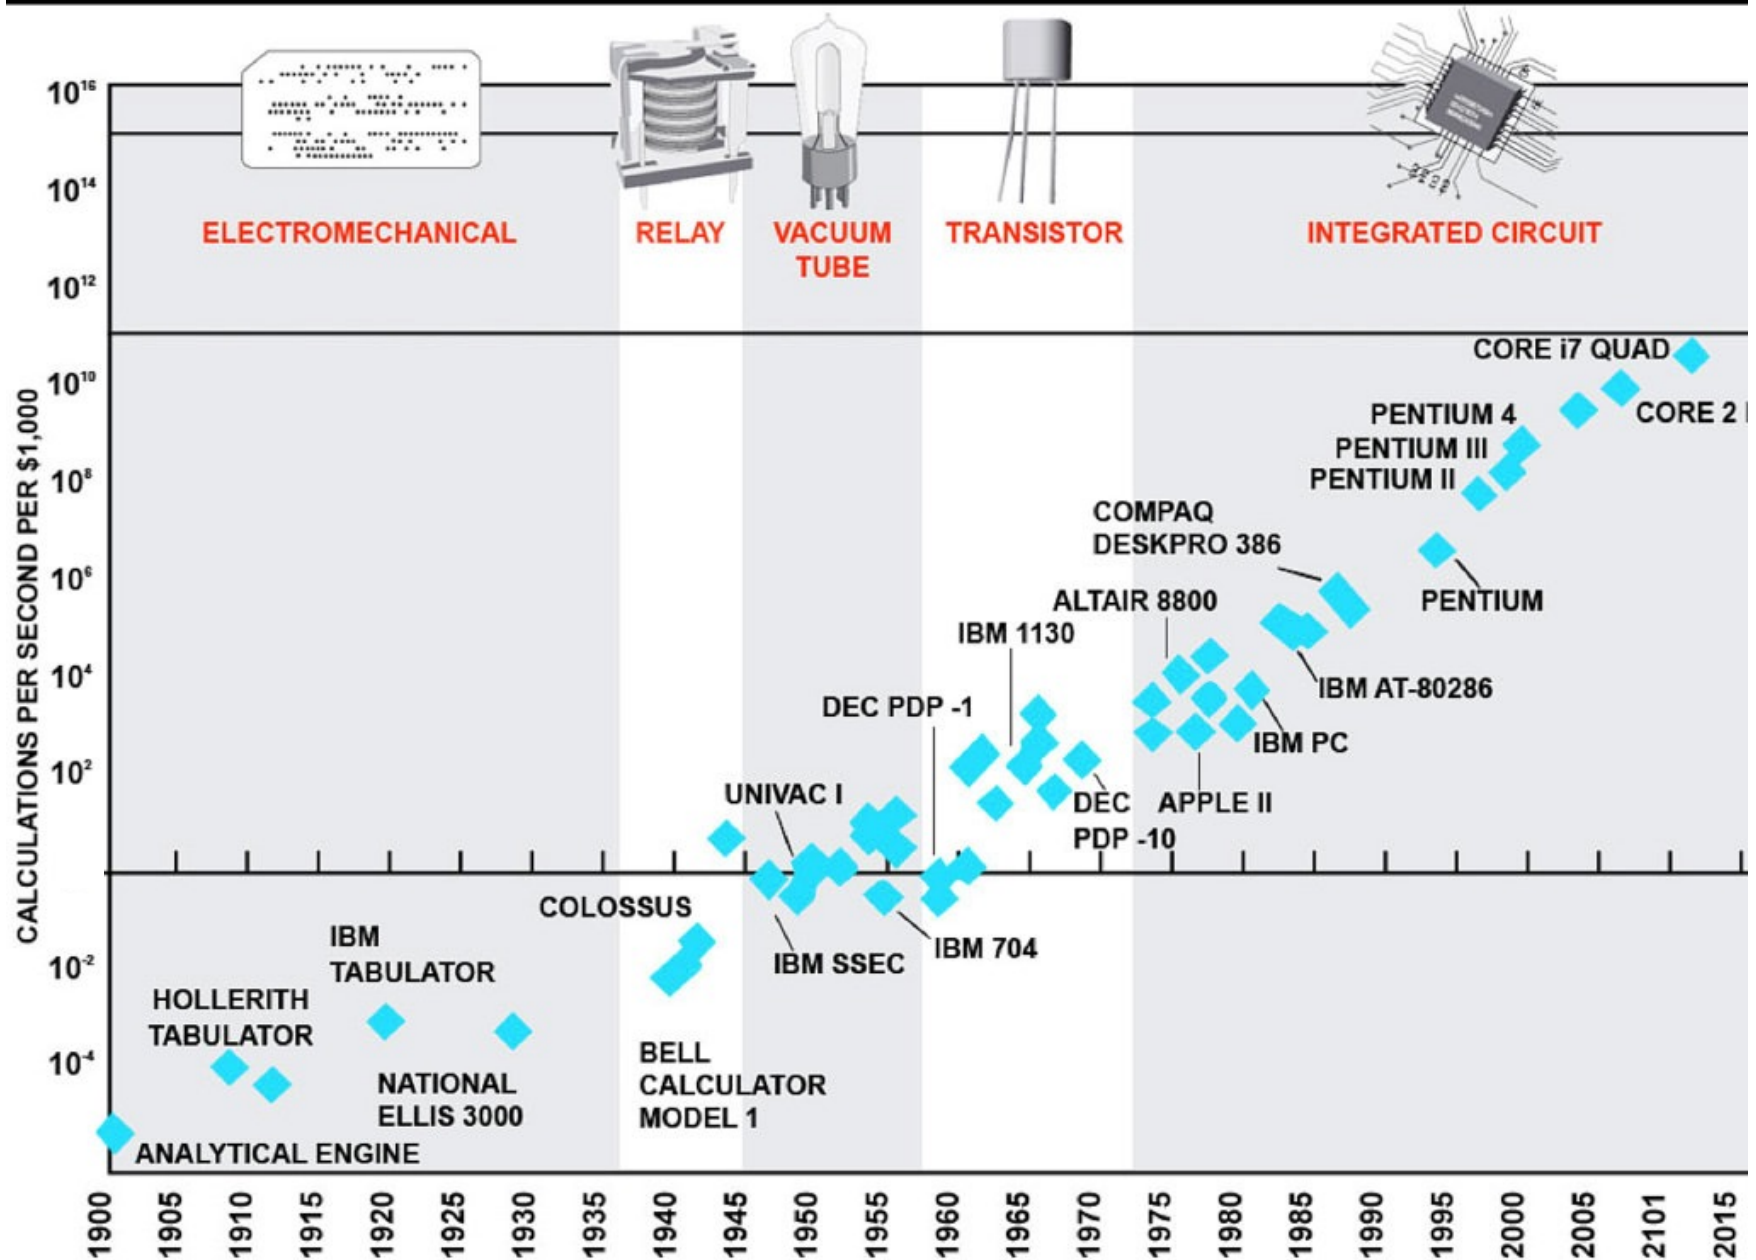 10¹⁶
10¹⁴
10¹²
10¹⁰
10⁸
10⁶
10⁴
10²
10⁻²
10⁻⁴
CALCULATIONS PER SECOND PER $1,000
ELECTROMECHANICAL
RELAY
VACUUM
TUBE
TRANSISTOR
INTEGRATED CIRCUIT
CORE i7 QUAD
CORE 2
PENTIUM 4
PENTIUM III
PENTIUM II
COMPAQ
DESKPRO 386
PENTIUM
ALTAIR 8800
IBM 1130
IBM AT-80286
DEC PDP -1
IBM PC
UNIVAC I
DEC
PDP -10
APPLE II
COLOSSUS
IBM 704
IBM SSEC
IBM
TABULATOR
HOLLERITH
TABULATOR
BELL
CALCULATOR
MODEL 1
NATIONAL
ELLIS 3000
ANALYTICAL ENGINE
1900
1905
1910
1915
1920
1925
1930
1935
1940
1945
1950
1955
1960
1965
1970
1975
1980
1985
1990
1995
2000
2005
2101
2015